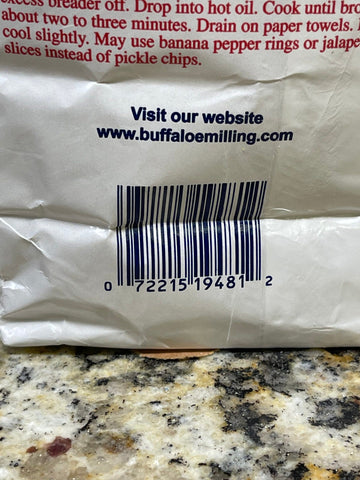 excess breader off. Drop into hot oil. Cook until bro
about two to three minutes. Drain on paper towels.
cool slightly. May use banana pepper rings or jalap
slices instead of pickle chips.
Visit our website
www.buffaloemilling.com
0 72215 19481 2